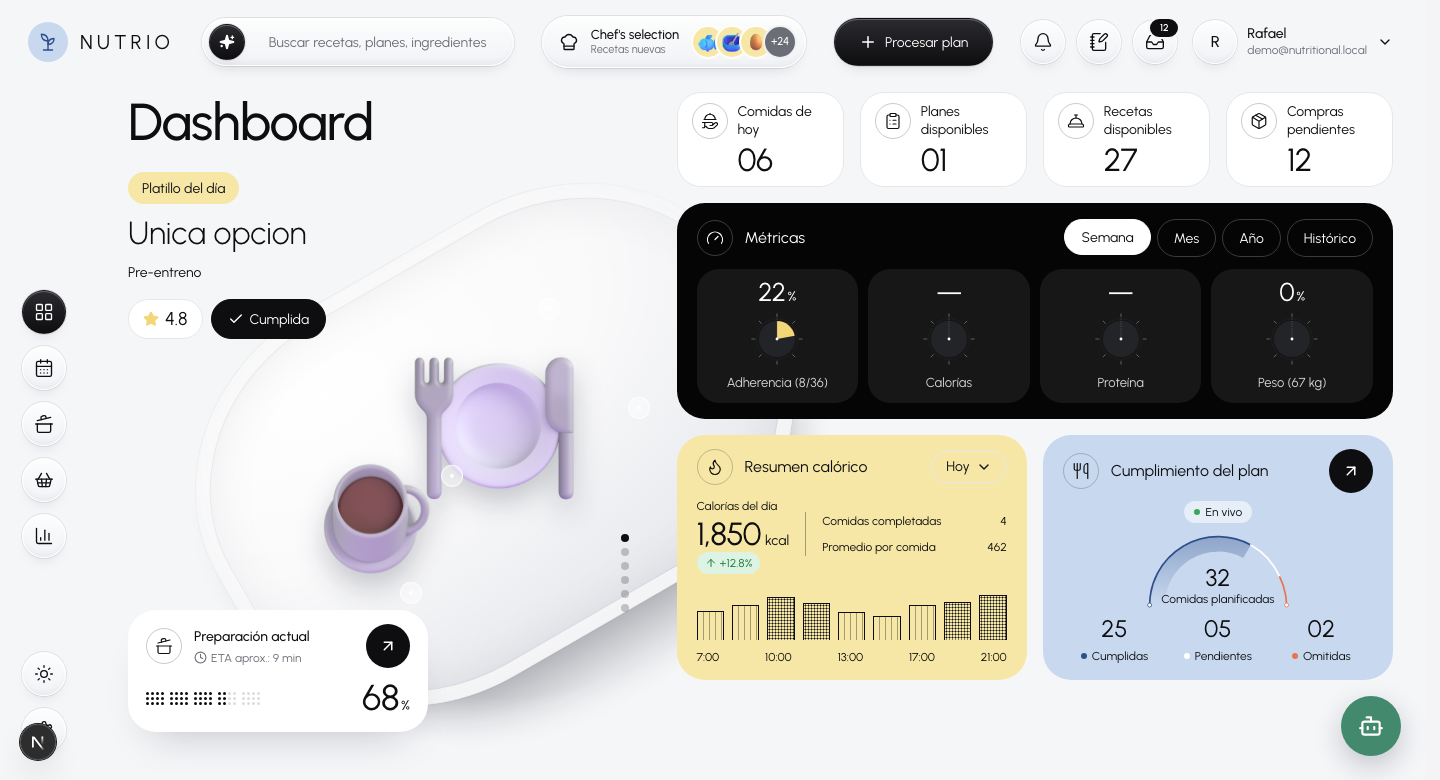 NUTRIO
Buscar recetas, planes, ingredientes
Chef's selection
Recetas nuevas
+24
Procesar plan
12
R
Rafael
demo@nutritional.local
Dashboard
Platillo del día
Unica opcion
Pre-entreno
4.8
Cumplida
Comidas de
hoy
06
Planes
disponibles
01
Recetas
disponibles
27
Compras
pendientes
12
Métricas
Semana
Mes
Año
Histórico
22%
Adherencia (8/36)
—
Calorías
—
Proteína
0%
Peso (67 kg)
Resumen calórico
Hoy
Calorías del día
1,850 kcal
+12.8%
Comidas completadas 4
Promedio por comida 462
7:00 10:00 13:00 17:00 21:00
Cumplimiento del plan
En vivo
32
Comidas planificadas
25
Cumplidas
05
Pendientes
02
Omitidas
Preparación actual
ETA aprox.: 9 min
68%
N